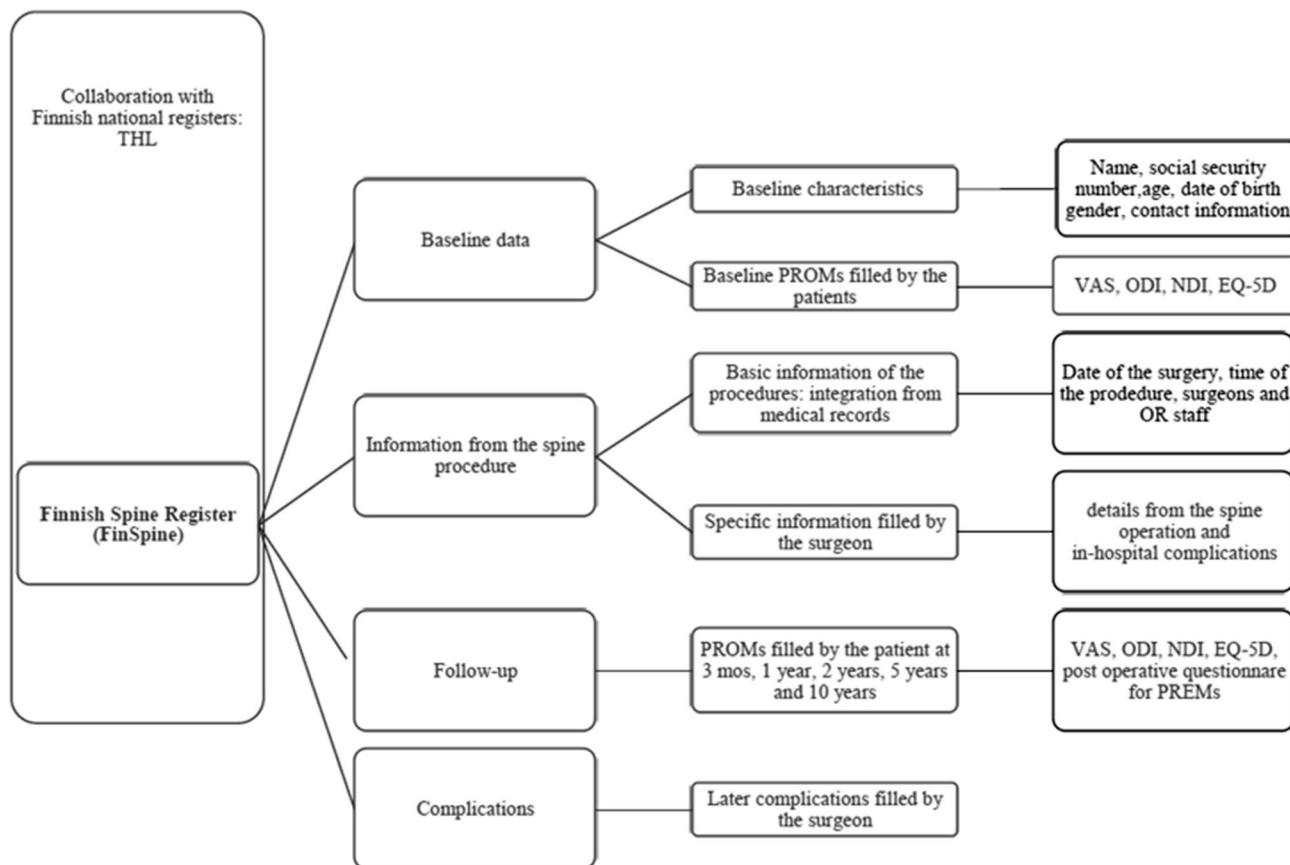 Collaboration with
Finnish national registers:
THL
Finnish Spine Register
(FinSpine)
Baseline data
Baseline characteristics
Name, social security
number,age, date of birth
gender, contact information
Baseline PROMs filled by the
patients
VAS, ODI, NDI, EQ-5D
Information from the spine
procedure
Basic information of the
procedures: integration from
medical records
Date of the surgery, time of
the prodedure, surgeons and
OR staff
Specific information filled by
the surgeon
details from the spine
operation and
in-hospital complications
Follow-up
PROMs filled by the patient at
3 mos, 1 year, 2 years, 5 years
and 10 years
VAS, ODI, NDI, EQ-5D,
post operative questionnare
for PREMs
Complications
Later complications filled by
the surgeon